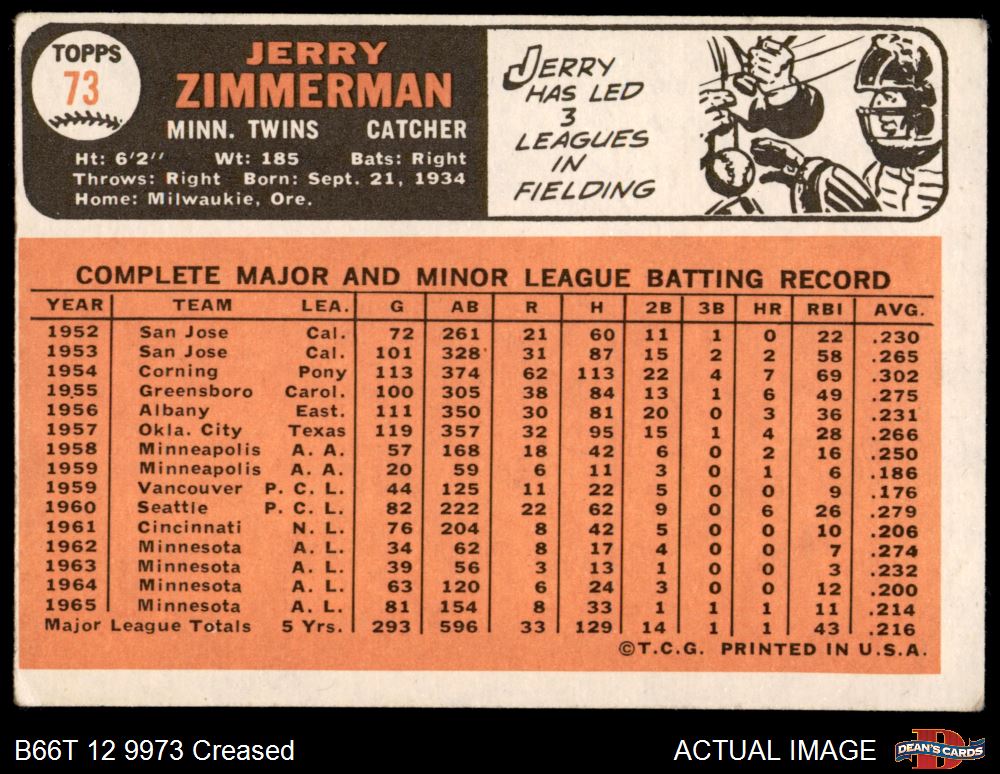 TOPPS
73
JERRY
ZIMMERMAN
MINN. TWINS CATCHER
Ht: 6'2" Wt: 185 Bats: Right
Throws: Right Born: Sept. 21, 1934
Home: Milwaukie, Ore.
JERRY
HAS LED
3
LEAGUES
IN
FIELDING
COMPLETE MAJOR AND MINOR LEAGUE BATTING RECORD
YEAR TEAM LEA. G AB R H 2B 3B HR RBI AVG.
1952 San Jose Cal. 72 261 21 60 11 1 0 22 .230
1953 San Jose Cal. 101 328 31 87 15 2 2 58 .265
1954 Corning Pony 113 374 62 113 22 4 7 69 .302
1955 Greensboro Carol. 100 305 38 84 13 1 6 49 .275
1956 Albany East. 111 350 30 81 20 0 3 36 .231
1957 Okla. City Texas 119 357 32 95 15 1 4 28 .266
1958 Minneapolis A. A. 57 168 18 42 6 0 2 16 .250
1959 Minneapolis A. A. 20 59 6 11 3 0 1 6 .186
1959 Vancouver P. C. L. 44 125 11 22 5 0 0 9 .176
1960 Seattle P. C. L. 82 222 22 62 9 0 6 26 .279
1961 Cincinnati N. L. 76 204 8 42 5 0 0 10 .206
1962 Minnesota A. L. 34 62 8 17 4 0 0 7 .274
1963 Minnesota A. L. 39 56 3 13 1 0 0 3 .232
1964 Minnesota A. L. 63 120 6 24 3 0 0 12 .200
1965 Minnesota A. L. 81 154 8 33 1 1 1 11 .214
Major League Totals 5 Yrs. 293 596 33 129 14 1 1 43 .216
©T.C.G. PRINTED IN U.S.A.
B66T 12 9973 Creased
ACTUAL IMAGE
D
DEAN'S CARDS